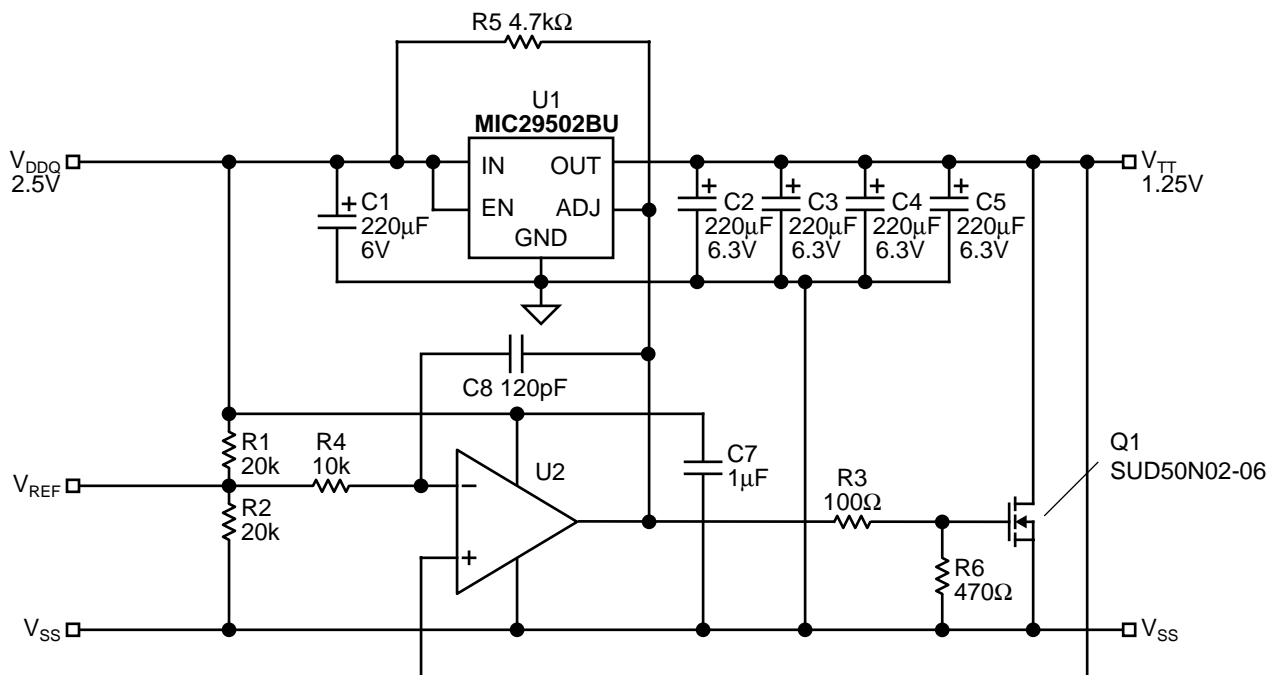 R5 4.7kΩ
U1
MIC29502BU
VDDQ
2.5V
IN
OUT
EN
ADJ
GND
VTT
1.25V
+
C1
220µF
6V
+
C2
220µF
6.3V
+
C3
220µF
6.3V
+
C4
220µF
6.3V
+
C5
220µF
6.3V
C8 120pF
R1
20k
R4
10k
U2
C7
1µF
Q1
SUD50N02-06
VREF
R2
20k
−
+
R3
100Ω
R6
470Ω
VSS
VSS